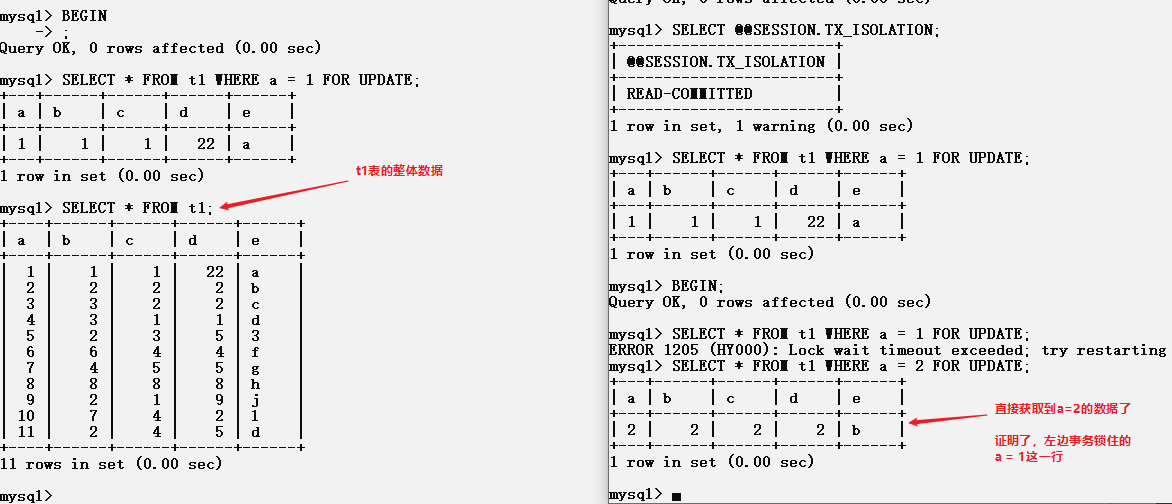 mysql> BEGIN
    -> ;
Query OK, 0 rows affected (0.00 sec)
mysql> SELECT * FROM t1 WHERE a = 1 FOR UPDATE;
| a | b | c | d | e |
| 1 | 1 | 1 | 22 | a |
1 row in set (0.00 sec)
t1表的整体数据
mysql> SELECT * FROM t1;
| a | b | c | d | e |
| 1 | 1 | 1 | 22 | a |
| 2 | 2 | 2 | 2 | b |
| 3 | 3 | 2 | 2 | c |
| 4 | 3 | 1 | 1 | d |
| 5 | 2 | 3 | 5 | 3 |
| 6 | 6 | 4 | 4 | f |
| 7 | 4 | 5 | 5 | g |
| 8 | 8 | 8 | 8 | h |
| 9 | 2 | 1 | 9 | j |
| 10 | 7 | 4 | 2 | l |
| 11 | 2 | 4 | 5 | d |
11 rows in set (0.00 sec)
mysql>
Query OK, 0 rows affected (0.00 sec)
mysql> SELECT @@SESSION.TX_ISOLATION;
| @@SESSION.TX_ISOLATION |
| READ-COMMITTED |
1 row in set, 1 warning (0.00 sec)
mysql> SELECT * FROM t1 WHERE a = 1 FOR UPDATE;
| a | b | c | d | e |
| 1 | 1 | 1 | 22 | a |
1 row in set (0.00 sec)
mysql> BEGIN;
Query OK, 0 rows affected (0.00 sec)
mysql> SELECT * FROM t1 WHERE a = 1 FOR UPDATE;
ERROR 1205 (HY000): Lock wait timeout exceeded; try restarting
mysql> SELECT * FROM t1 WHERE a = 2 FOR UPDATE;
| a | b | c | d | e |
| 2 | 2 | 2 | 2 | b |
1 row in set (0.00 sec)
直接获取到a=2的数据了
证明了，左边事务锁住的
a = 1这一行
mysql>